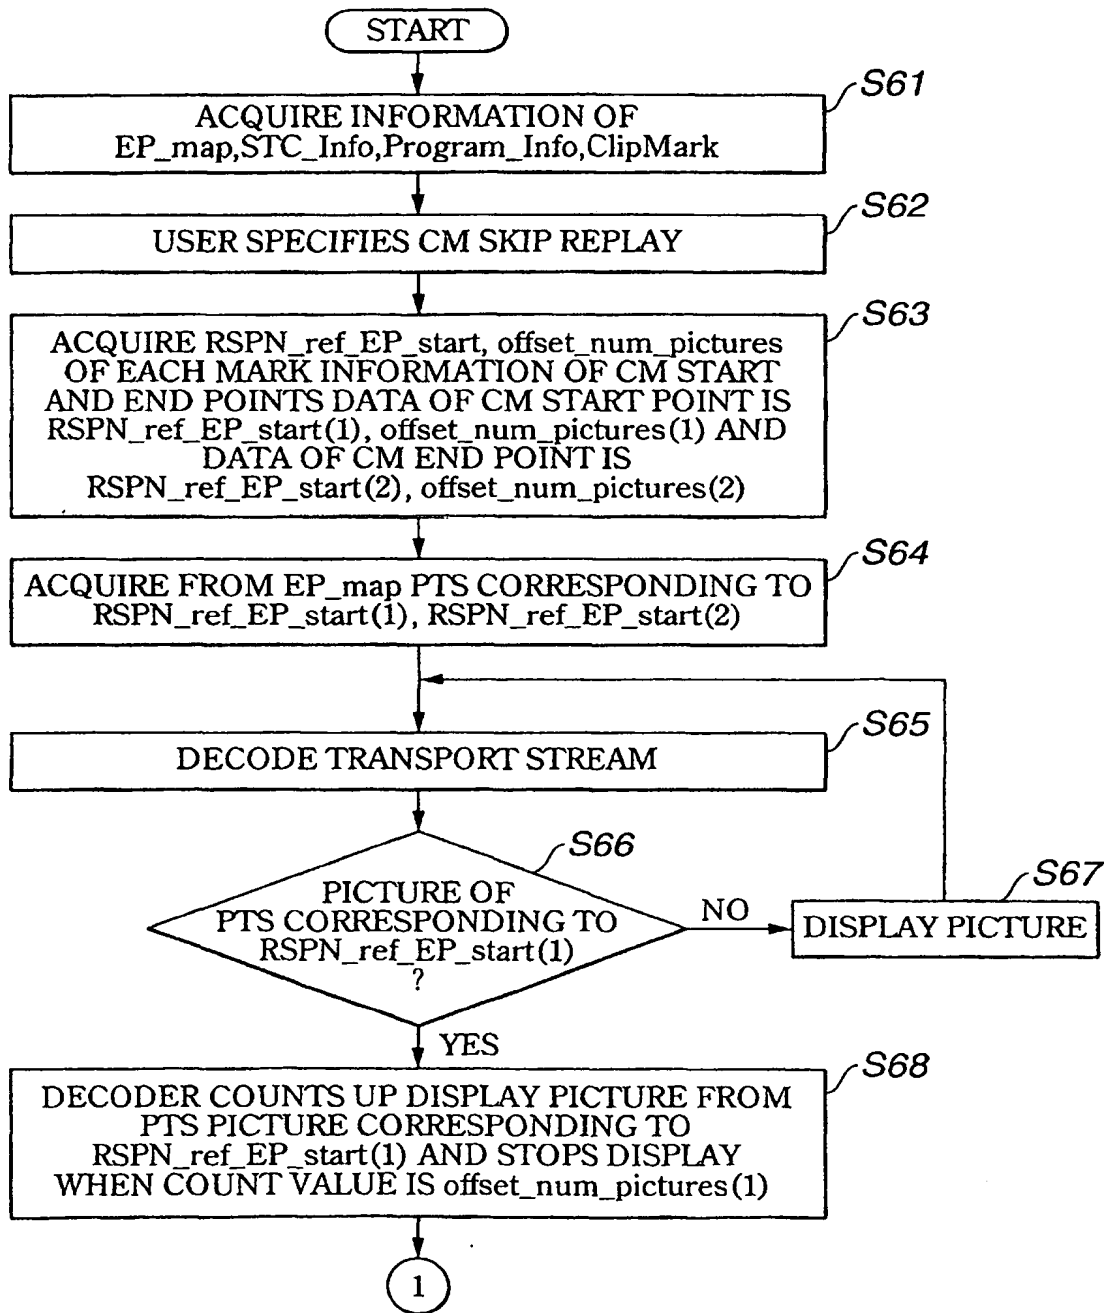 START
S61
ACQUIRE INFORMATION OF
EP_map,STC_Info,Program_Info,ClipMark
S62
USER SPECIFIES CM SKIP REPLAY
S63
ACQUIRE RSPN_ref_EP_start, offset_num_pictures
OF EACH MARK INFORMATION OF CM START
AND END POINTS DATA OF CM START POINT IS
RSPN_ref_EP_start(1), offset_num_pictures(1) AND
DATA OF CM END POINT IS
RSPN_ref_EP_start(2), offset_num_pictures(2)
S64
ACQUIRE FROM EP_map PTS CORRESPONDING TO
RSPN_ref_EP_start(1), RSPN_ref_EP_start(2)
S65
DECODE TRANSPORT STREAM
S66
PICTURE OF
PTS CORRESPONDING TO
RSPN_ref_EP_start(1)
?
NO
S67
DISPLAY PICTURE
YES
S68
DECODER COUNTS UP DISPLAY PICTURE FROM
PTS PICTURE CORRESPONDING TO
RSPN_ref_EP_start(1) AND STOPS DISPLAY
WHEN COUNT VALUE IS offset_num_pictures(1)
1